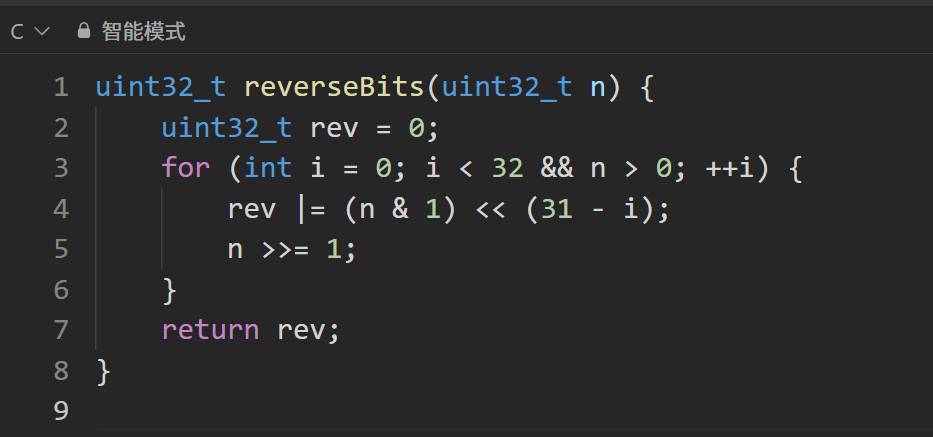 C 智能模式
1 uint32_t reverseBits(uint32_t n) {
2     uint32_t rev = 0;
3     for (int i = 0; i < 32 && n > 0; ++i) {
4         rev |= (n & 1) << (31 - i);
5         n >>= 1;
6     }
7     return rev;
8 }
9